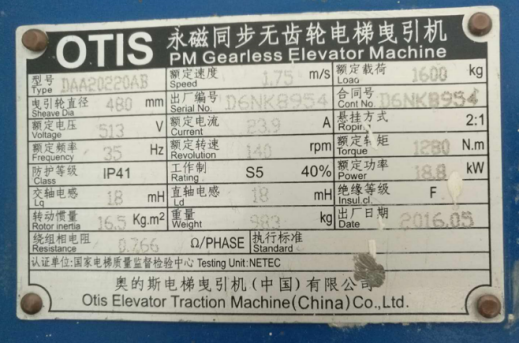 OTIS 永磁同步无齿轮电梯曳引机
PM Gearless Elevator Machine
型号 Type DAA20220AB 额定速度 Speed 1.75 m/s 额定载荷 Load 1600 kg
曳引轮直径 Sheave Dia 480 mm 出厂编号 Serial No. D6NK8954 合同号 Cont No. D6NK8954
额定电压 Voltage 513 V 额定电流 Current 23.9 A 悬挂方式 Roping 2:1
额定频率 Frequency 35 Hz 额定转速 Revolution 140 rpm 额定转矩 Torque 1280 N.m
防护等级 Class IP41 工作制 Rating S5 40% 额定功率 Power 18.8 kW
交轴电感 Lq 18 mH 直轴电感 Ld 18 mH 绝缘等级 Insul.Cl F
转动惯量 Rotor inertia 16.5 Kg.m² 重量 Weight 983 kg 出厂日期 Date 2016.05
绕组相电阻 Resistance 0.766 Ω/PHASE 执行标准 Standard
认证单位:国家电梯质量监督检验中心 Testing Unit:NETEC
奥的斯电梯曳引机(中国)有限公司
Otis Elevator Traction Machine(China)Co.,Ltd.